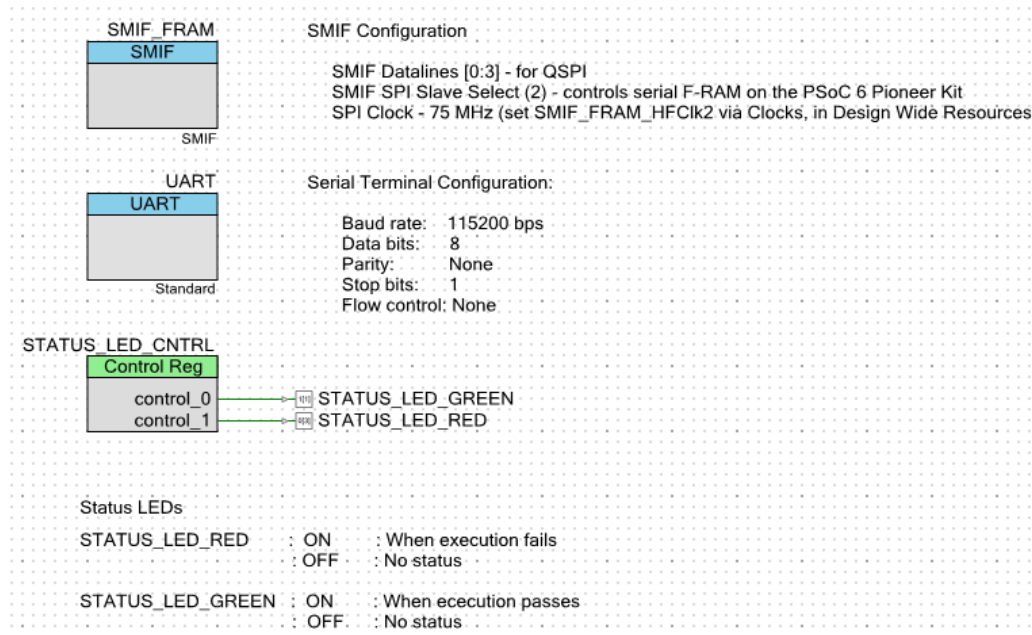 SMIF_FRAM
SMIF
SMIF
SMIF Configuration
SMIF Datalines [0:3] - for QSPI
SMIF SPI Slave Select (2) - controls serial F-RAM on the PSoC 6 Pioneer Kit
SPI Clock - 75 MHz (set SMIF_FRAM_HFClk2 via Clocks, in Design Wide Resources
UART
UART
Standard
Serial Terminal Configuration:
Baud rate: 115200 bps
Data bits: 8
Parity: None
Stop bits: 1
Flow control: None
STATUS_LED_CNTRL
Control Reg
control_0
control_1
STATUS_LED_GREEN
STATUS_LED_RED
Status LEDs
STATUS_LED_RED : ON : When execution fails
: OFF : No status
STATUS_LED_GREEN : ON : When ececution passes
: OFF : No status